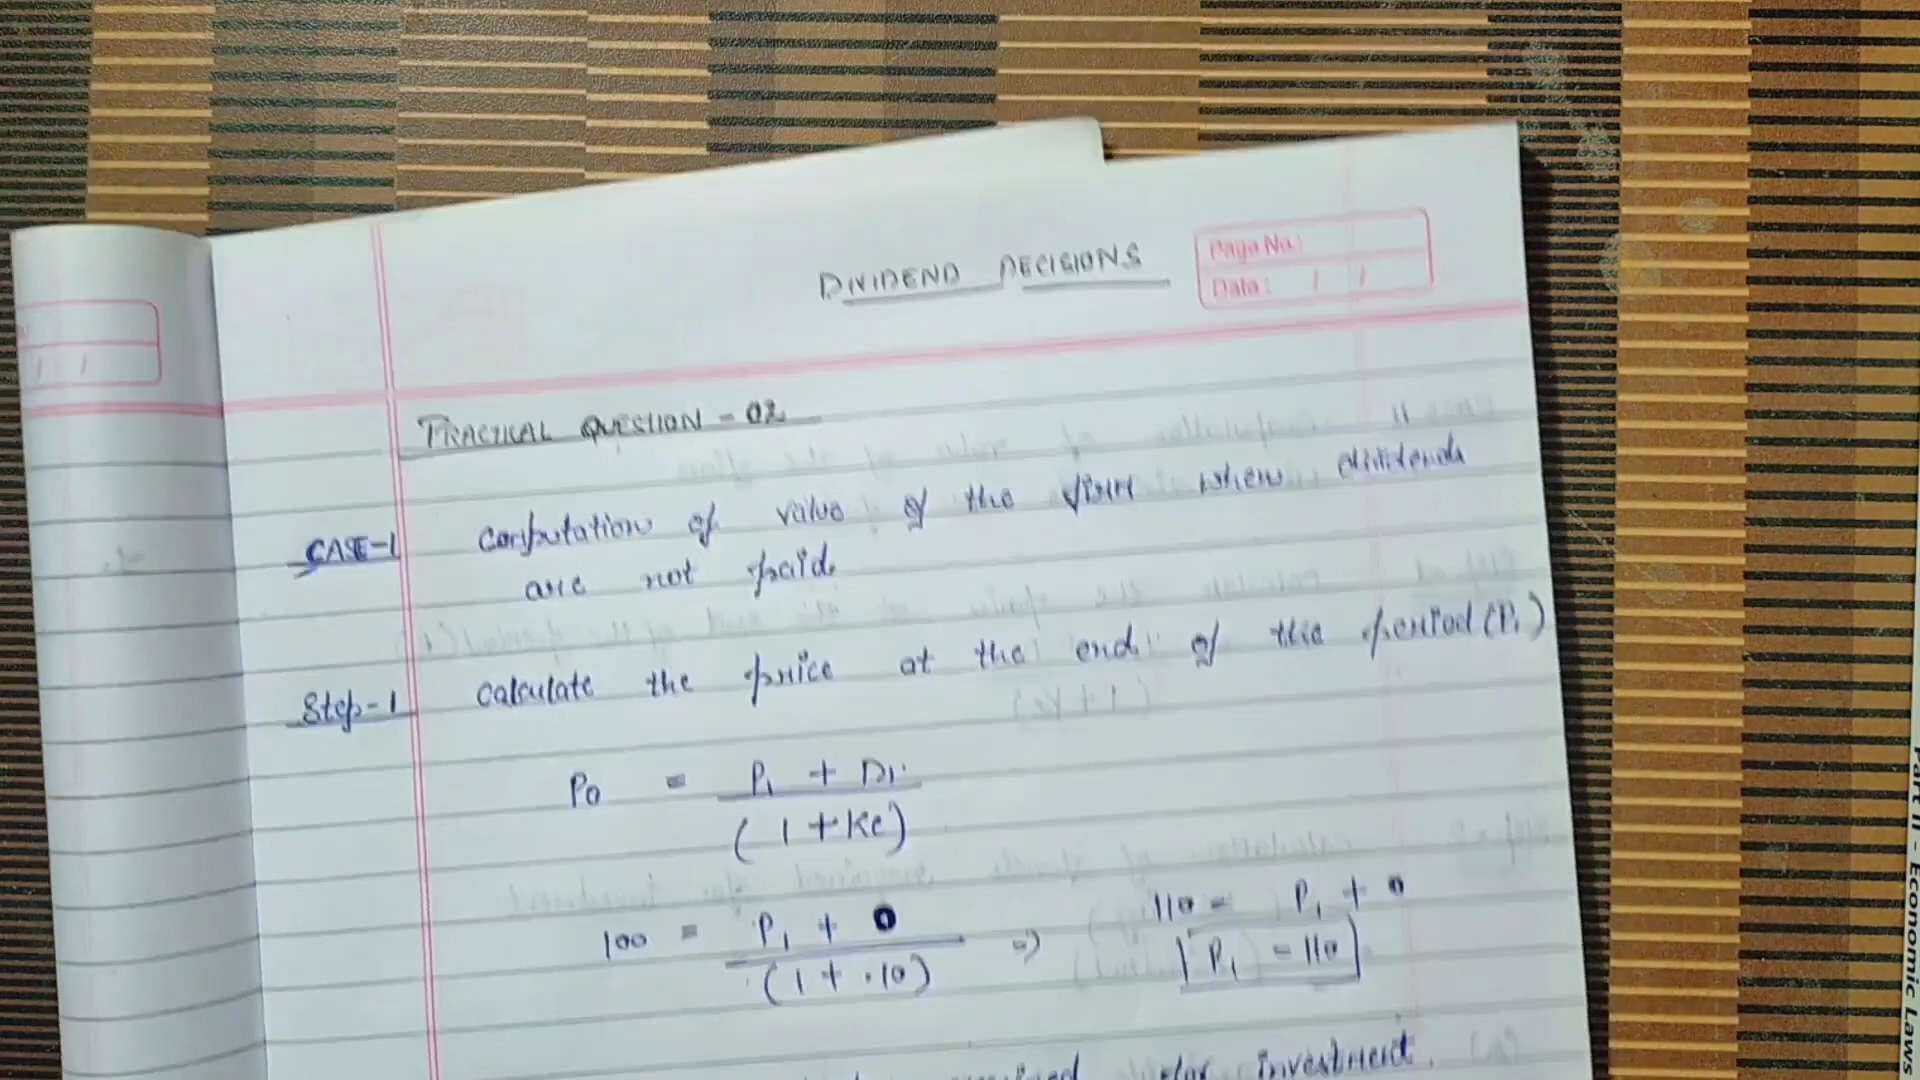 DIVIDEND DECISIONS
Page No.:
Date: / /
PRACTICAL QUESTION - 02
CASE-1 Computation of value of the firm when dividends
are not paid.
Step-1 calculate the price at the end of the period (P1)
P0 = P1 + D1
(1 + Ke)
100 = P1 + 0 => 110 = P1 + 0
(1 + .10) P1 = 110
for investment.
Part II - Economic Laws